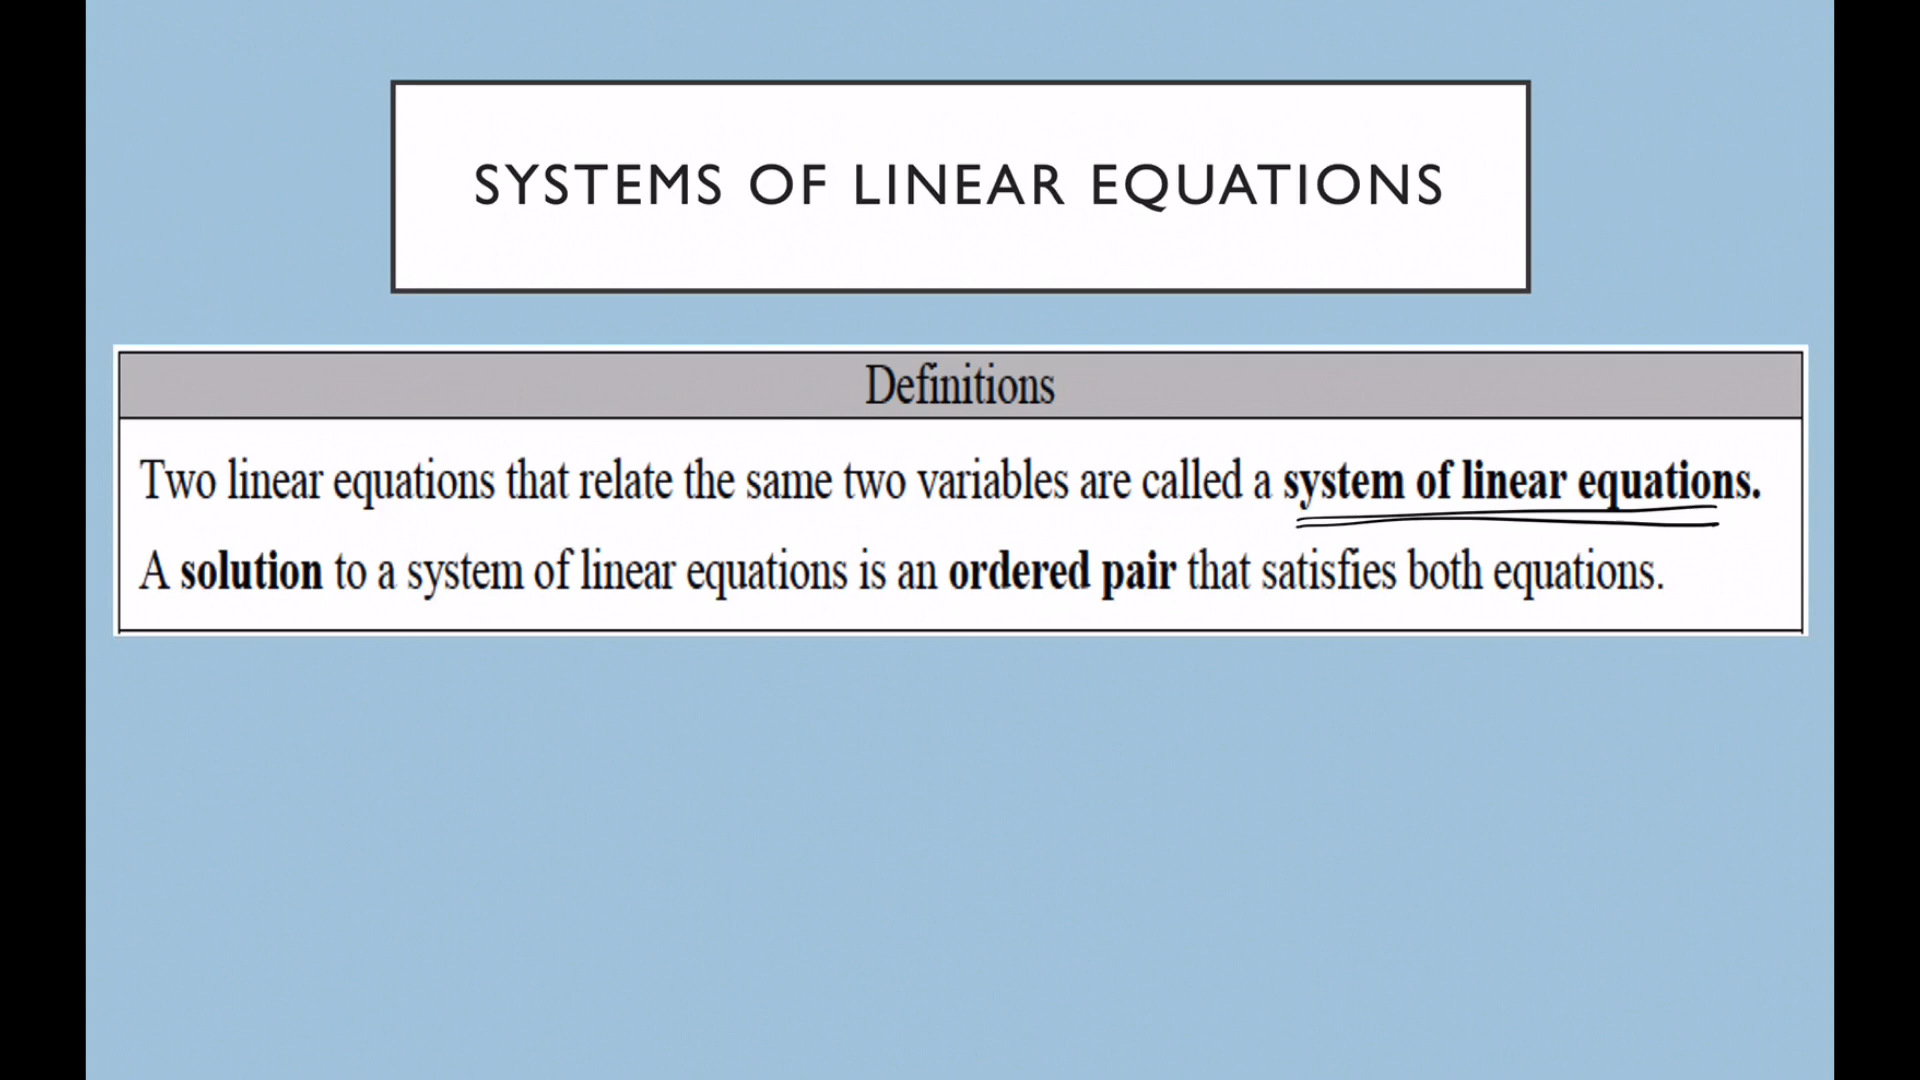 SYSTEMS OF LINEAR EQUATIONS
Definitions
Two linear equations that relate the same two variables are called a system of linear equations.
A solution to a system of linear equations is an ordered pair that satisfies both equations.